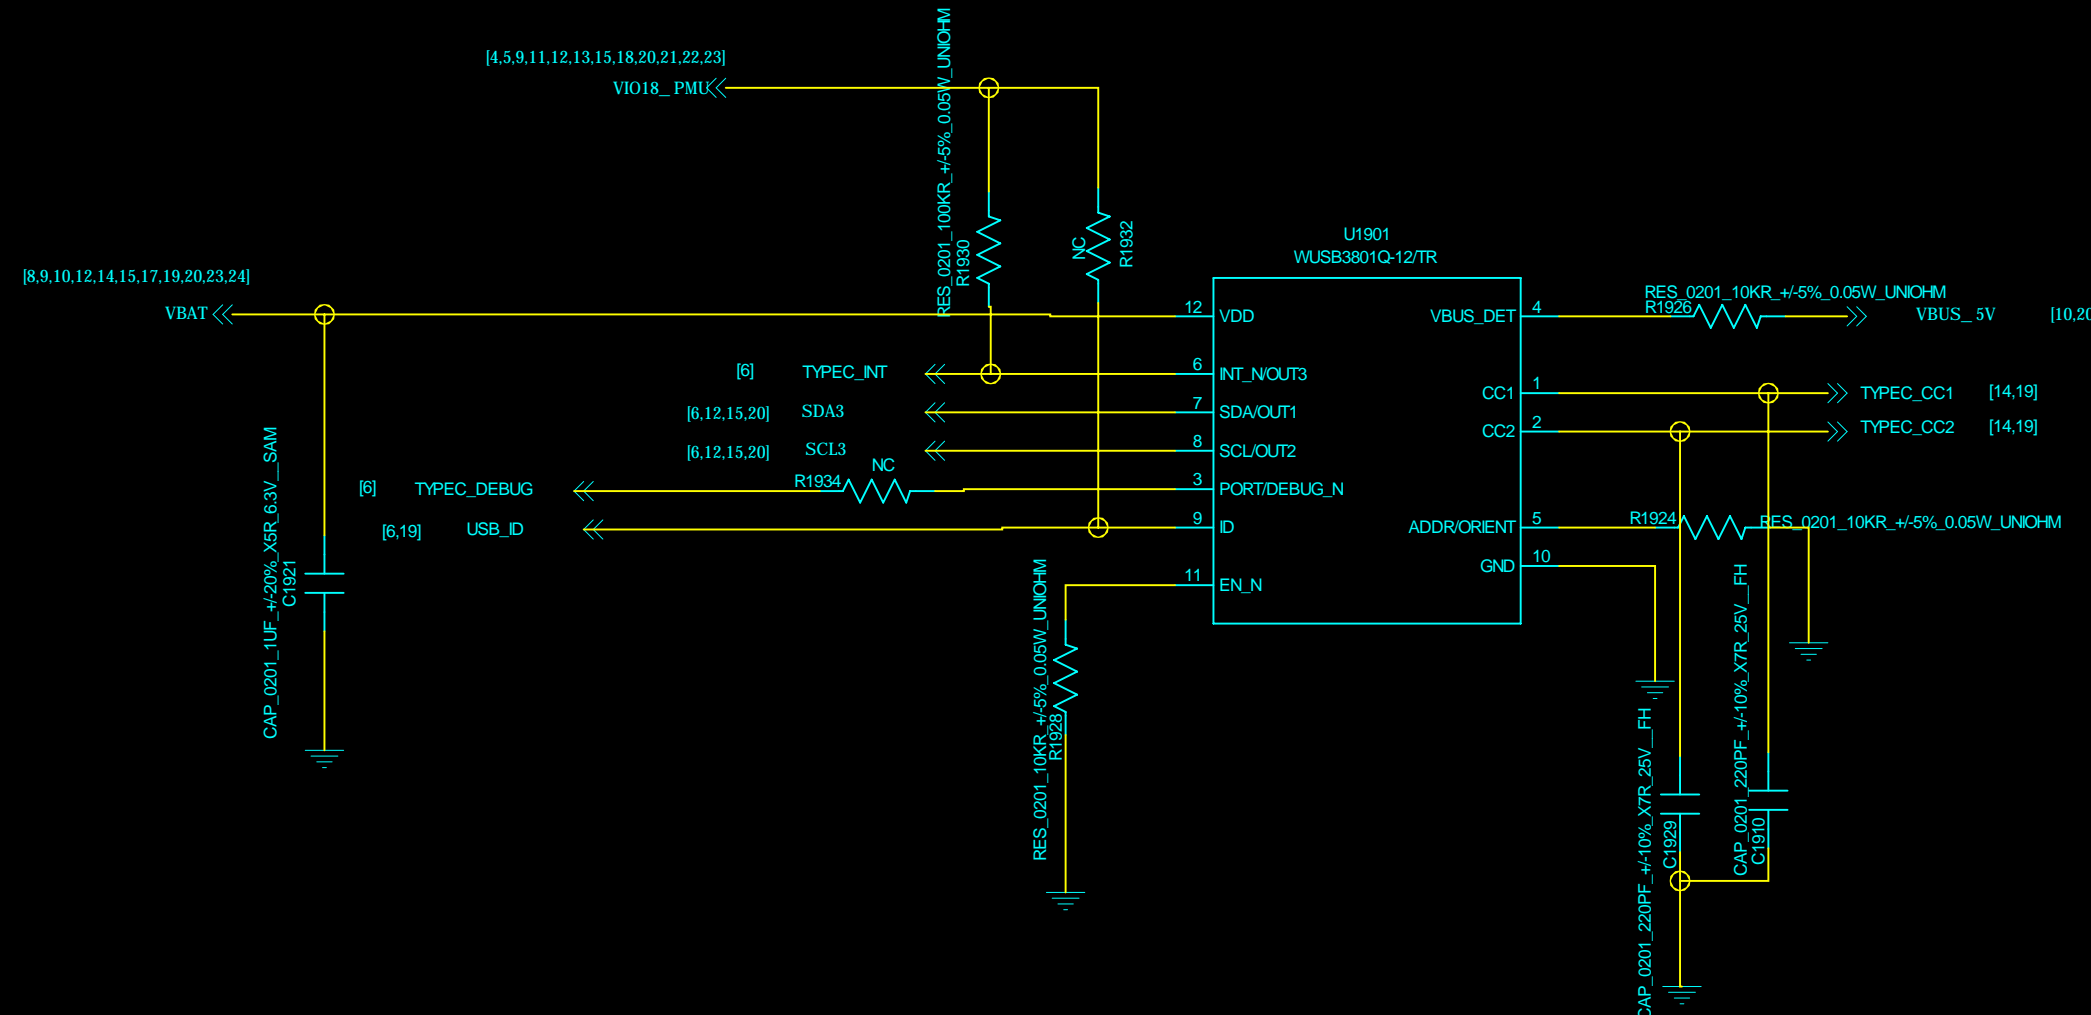 [4,5,9,11,12,13,15,18,20,21,22,23]
VIO18_ PMU
RES_0201_100KR_+/-5%_0.05W_UNIOHM
R1930
NC
R1932
U1901
WUSB3801Q-12/TR
[8,9,10,12,14,15,17,19,20,23,24]
VBAT
12
VDD
VBUS_DET
4
RES_0201_10KR_+/-5%_0.05W_UNIOHM
R1926
VBUS_ 5V
[10,20
[6]
TYPEC_INT
6
INT_N/OUT3
CC1
1
TYPEC_CC1
[14,19]
[6,12,15,20]
SDA3
7
SDA/OUT1
CC2
2
TYPEC_CC2
[14,19]
[6,12,15,20]
SCL3
8
SCL/OUT2
[6]
TYPEC_DEBUG
R1934
NC
3
PORT/DEBUG_N
[6,19]
USB_ID
9
ID
ADDR/ORIENT
5
R1924
RES_0201_10KR_+/-5%_0.05W_UNIOHM
GND
10
11
EN_N
CAP_0201_1UF_+/-20%_X5R_6.3V__SAM
C1921
RES_0201_10KR_+/-5%_0.05W_UNIOHM
R1928
CAP_0201_220PF_+/-10%_X7R_25V__FH
C1929
CAP_0201_220PF_+/-10%_X7R_25V__FH
C1910